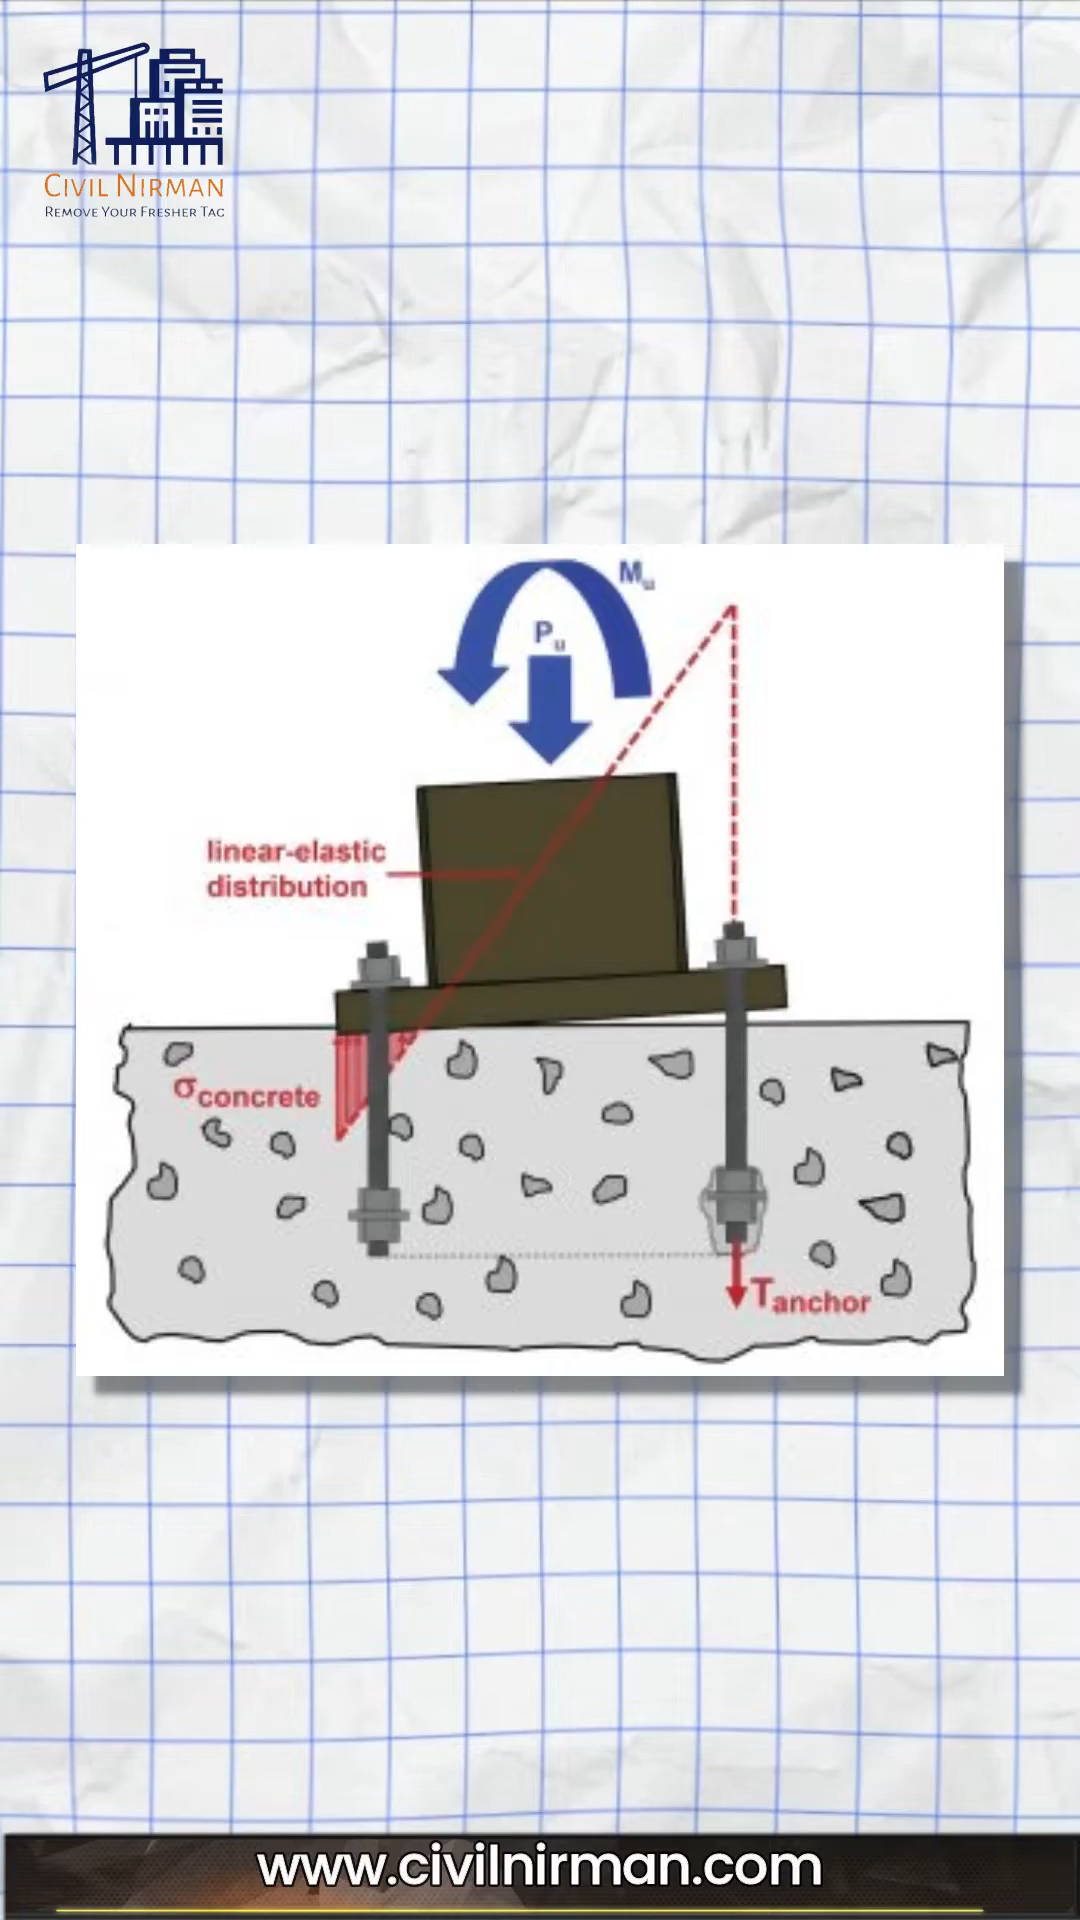 CIVIL NIRMAN
REMOVE YOUR FRESHER TAG
Mu
Pu
linear-elastic
distribution
σconcrete
Tanchor
www.civilnirman.com